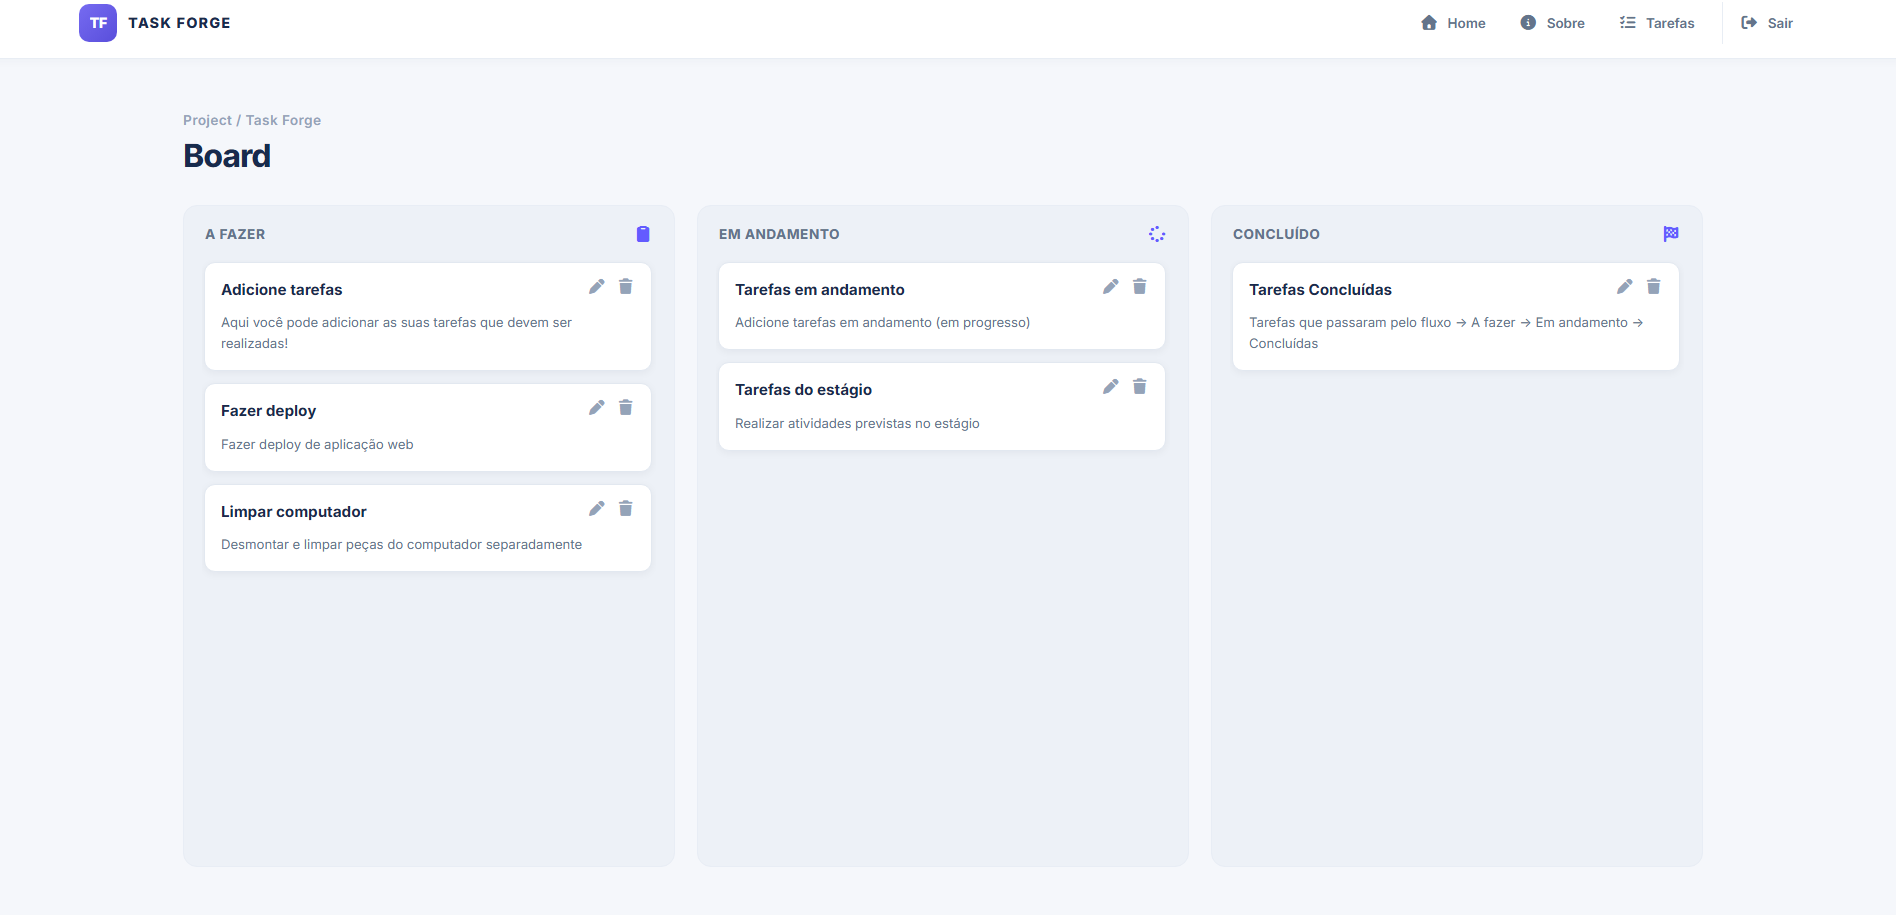 TF TASK FORGE
Home
Sobre
Tarefas
Sair
Project / Task Forge
Board
A FAZER
Adicione tarefas
Aqui você pode adicionar as suas tarefas que devem ser
realizadas!
Fazer deploy
Fazer deploy de aplicação web
Limpar computador
Desmontar e limpar peças do computador separadamente
EM ANDAMENTO
Tarefas em andamento
Adicione tarefas em andamento (em progresso)
Tarefas do estágio
Realizar atividades previstas no estágio
CONCLUÍDO
Tarefas Concluídas
Tarefas que passaram pelo fluxo → A fazer → Em andamento →
Concluídas